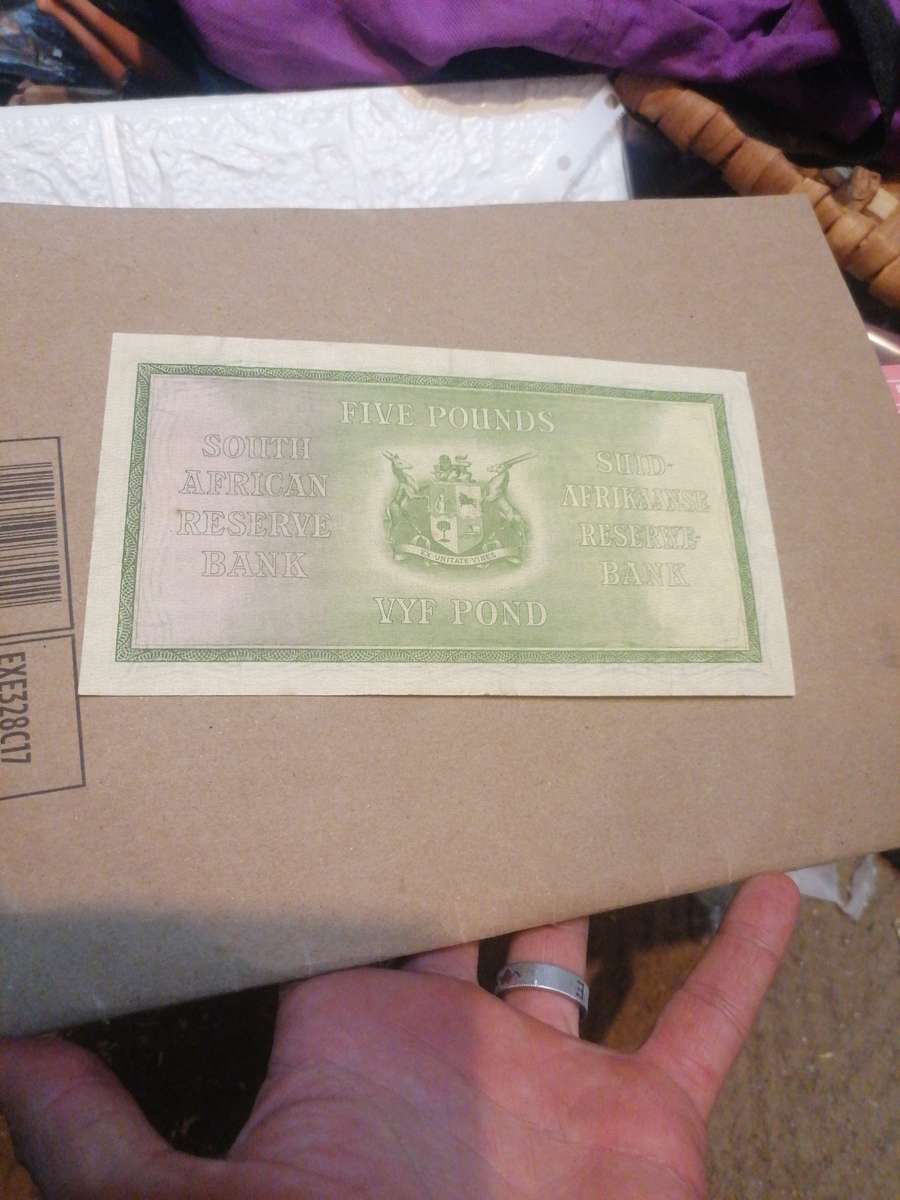 FIVE POUNDS
SOUTH
AFRICAN
RESERVE
BANK
EX UNITATE VIRES
SUID-
AFRIKAANSE
RESERWE-
BANK
VYF POND
EXE328C17